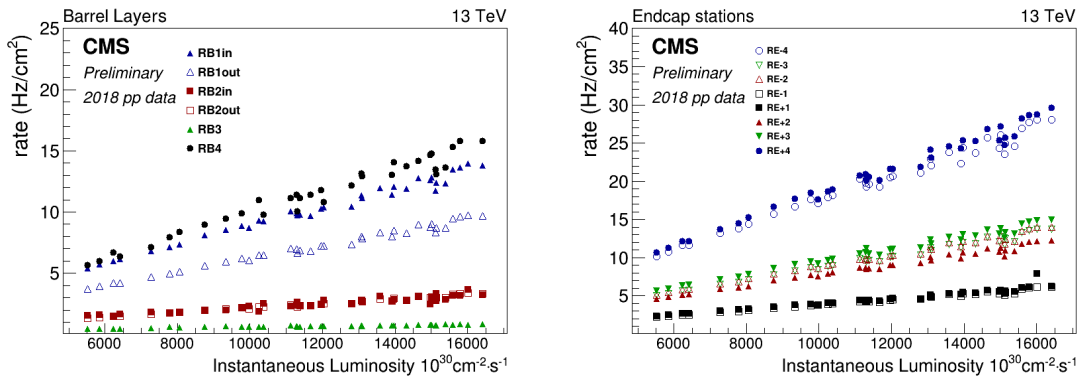 Barrel Layers 13 TeV
rate (Hz/cm²)
25
20
15
10
5
CMS
Preliminary
2018 pp data
RB1in
RB1out
RB2in
RB2out
RB3
RB4
6000 8000 10000 12000 14000 16000
Instantaneous Luminosity 10³⁰cm⁻²·s⁻¹
Endcap stations 13 TeV
rate (Hz/cm²)
40
35
30
25
20
15
10
5
CMS
Preliminary
2018 pp data
RE-4
RE-3
RE-2
RE-1
RE+1
RE+2
RE+3
RE+4
6000 8000 10000 12000 14000 16000
Instantaneous Luminosity 10³⁰cm⁻²·s⁻¹